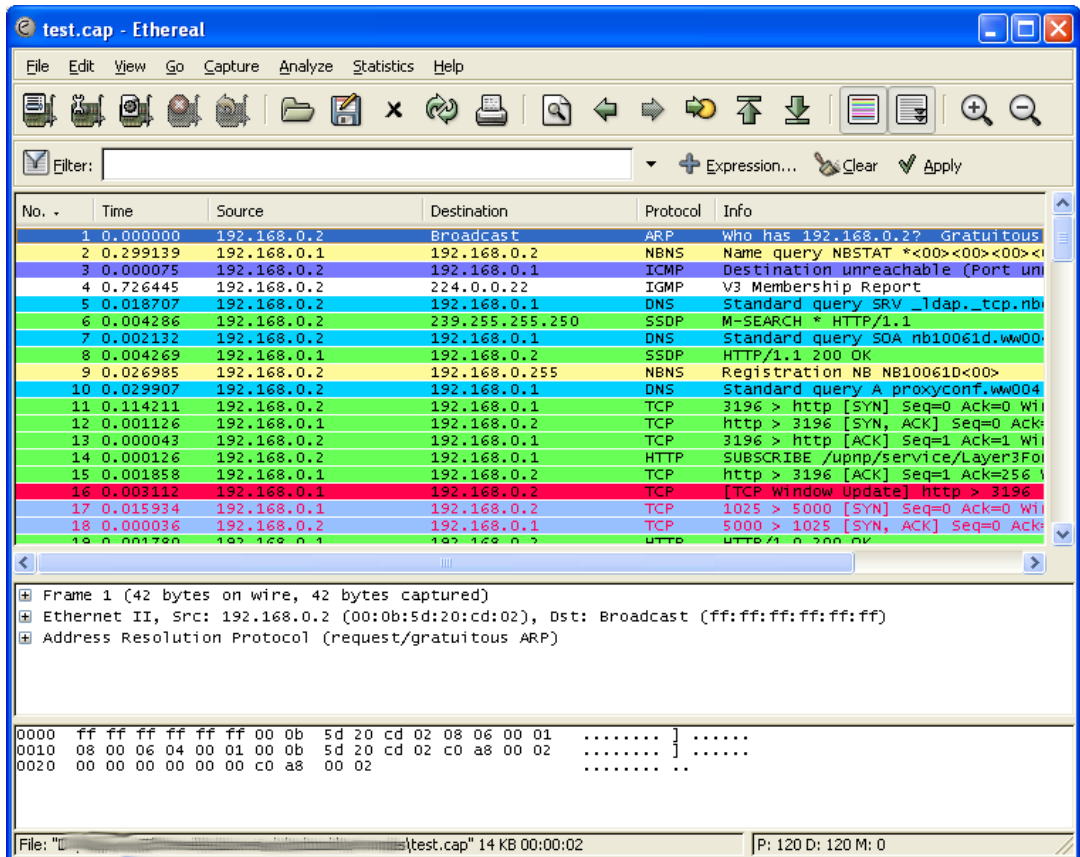 test.cap - Ethereal
File Edit View Go Capture Analyze Statistics Help
Filter: Expression... Clear Apply
No. Time Source Destination Protocol Info
1 0.000000 192.168.0.2 Broadcast ARP Who has 192.168.0.2? Gratuitous
2 0.299139 192.168.0.1 192.168.0.2 NBNS Name query NBSTAT *<00><00><00><
3 0.000075 192.168.0.2 192.168.0.1 ICMP Destination unreachable (Port un
4 0.726445 192.168.0.2 224.0.0.22 IGMP V3 Membership Report
5 0.018707 192.168.0.2 192.168.0.1 DNS Standard query SRV _ldap._tcp.nb
6 0.004286 192.168.0.2 239.255.255.250 SSDP M-SEARCH * HTTP/1.1
7 0.002132 192.168.0.2 192.168.0.1 DNS Standard query SOA nb10061d.ww00
8 0.004269 192.168.0.1 192.168.0.2 SSDP HTTP/1.1 200 OK
9 0.026985 192.168.0.2 192.168.0.255 NBNS Registration NB NB10061D<00>
10 0.029907 192.168.0.2 192.168.0.1 DNS Standard query A proxyconf.ww004
11 0.114211 192.168.0.2 192.168.0.1 TCP 3196 > http [SYN] Seq=0 Ack=0 Wi
12 0.001126 192.168.0.1 192.168.0.2 TCP http > 3196 [SYN, ACK] Seq=0 Ack
13 0.000043 192.168.0.2 192.168.0.1 TCP 3196 > http [ACK] Seq=1 Ack=1 Wi
14 0.000126 192.168.0.2 192.168.0.1 HTTP SUBSCRIBE /upnp/service/Layer3Fo
15 0.001858 192.168.0.1 192.168.0.2 TCP http > 3196 [ACK] Seq=1 Ack=256
16 0.003112 192.168.0.1 192.168.0.2 TCP [TCP Window Update] http > 3196
17 0.015934 192.168.0.1 192.168.0.2 TCP 1025 > 5000 [SYN] Seq=0 Ack=0 Wi
18 0.000036 192.168.0.2 192.168.0.1 TCP 5000 > 1025 [SYN, ACK] Seq=0 Ack
19 0.001780 192.168.0.1 192.168.0.2 HTTP HTTP/1.0 200 OK
Frame 1 (42 bytes on wire, 42 bytes captured)
Ethernet II, Src: 192.168.0.2 (00:0b:5d:20:cd:02), Dst: Broadcast (ff:ff:ff:ff:ff:ff)
Address Resolution Protocol (request/gratuitous ARP)
0000 ff ff ff ff ff ff 00 0b 5d 20 cd 02 08 06 00 01 ........ ] ......
0010 08 00 06 04 00 01 00 0b 5d 20 cd 02 c0 a8 00 02 ........ ] ......
0020 00 00 00 00 00 00 c0 a8 00 02 ........ ..
File: "D \test.cap" 14 KB 00:00:02 P: 120 D: 120 M: 0